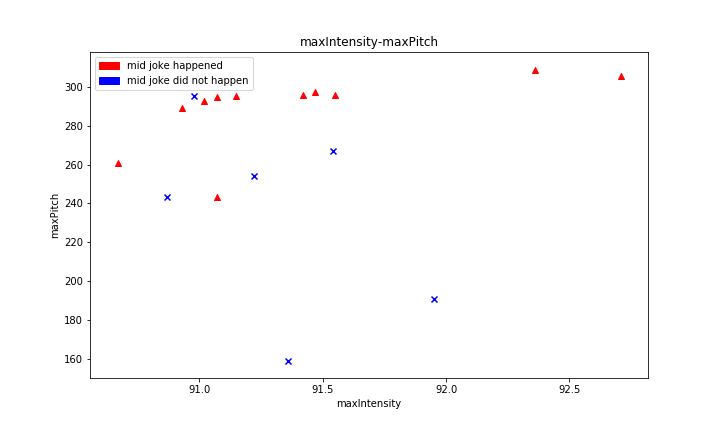 maxIntensity-maxPitch
mid joke happened
mid joke did not happen
maxPitch
300
280
260
240
220
200
180
160
91.0 91.5 92.0 92.5
maxIntensity